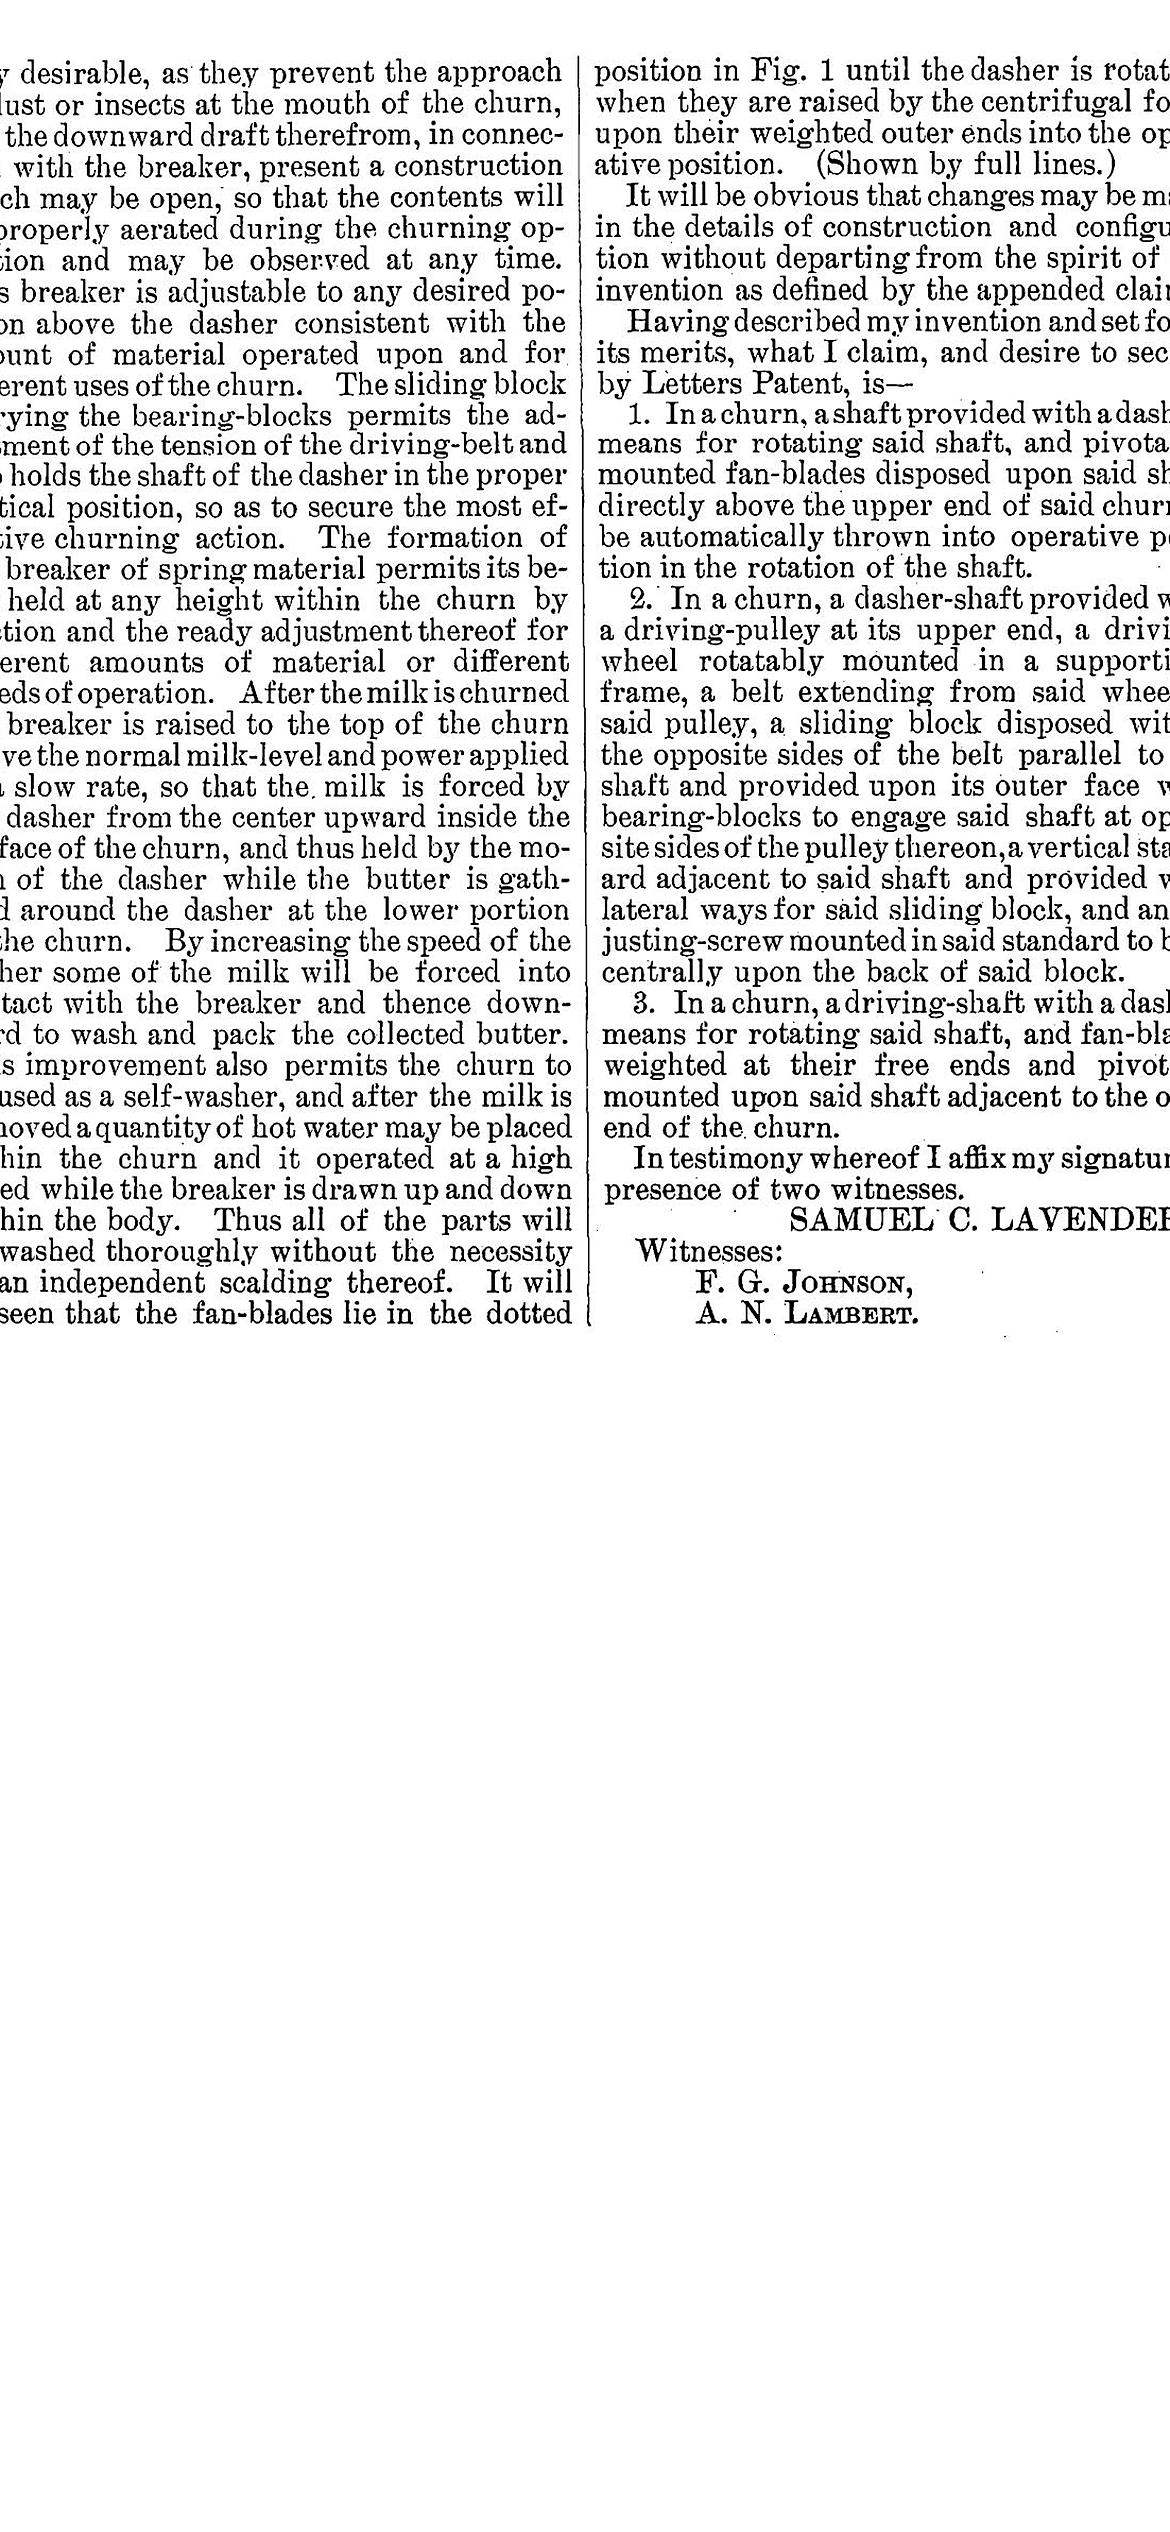 desirable, as they prevent the approach
or insects at the mouth of the churn,
the downward draft therefrom, in connec-
with the breaker, present a construction
may be open, so that the contents will
properly aerated during the churning op-
and may be observed at any time.
breaker is adjustable to any desired po-
above the dasher consistent with the
of material operated upon and for
uses of the churn. The sliding block
the bearing-blocks permits the ad-
of the tension of the driving-belt and
holds the shaft of the dasher in the proper
position, so as to secure the most ef-
churning action. The formation of
breaker of spring material permits its be-
held at any height within the churn by
and the ready adjustment thereof for
amounts of material or different
of operation. After the milk is churned
breaker is raised to the top of the churn
the normal milk-level and power applied
slow rate, so that the milk is forced by
dasher from the center upward inside the
face of the churn, and thus held by the mo-
of the dasher while the butter is gath-
around the dasher at the lower portion
the churn. By increasing the speed of the
some of the milk will be forced into
with the breaker and thence down-
to wash and pack the collected butter.
improvement also permits the churn to
used as a self-washer, and after the milk is
a quantity of hot water may be placed
the churn and it operated at a high
while the breaker is drawn up and down
the body. Thus all of the parts will
washed thoroughly without the necessity
an independent scalding thereof. It will
seen that the fan-blades lie in the dotted
position in Fig. 1 until the dasher is rotat
when they are raised by the centrifugal fo
upon their weighted outer ends into the op
ative position. (Shown by full lines.)
It will be obvious that changes may be
in the details of construction and configu
tion without departing from the spirit of
invention as defined by the appended
Having described my invention and set fo
its merits, what I claim, and desire to sec
by Letters Patent, is—
1. In a churn, a shaft provided with a dash
means for rotating said shaft, and pivota
mounted fan-blades disposed upon said sh
directly above the upper end of said
be automatically thrown into operative
tion in the rotation of the shaft.
2. In a churn, a dasher-shaft provided
a driving-pulley at its upper end, a drivi
wheel rotatably mounted in a supporti
frame, a belt extending from said whee
said pulley, a sliding block disposed wit
the opposite sides of the belt parallel to
shaft and provided upon its outer face
bearing-blocks to engage said shaft at op
site sides of the pulley thereon, a vertical sta
ard adjacent to said shaft and provided
lateral ways for said sliding block, and an
justing-screw mounted in said standard to
centrally upon the back of said block.
3. In a churn, a driving-shaft with a dash
means for rotating said shaft, and fan-bla
weighted at their free ends and pivot
mounted upon said shaft adjacent to the
end of the churn.
In testimony whereof I affix my signatur
presence of two witnesses.
SAMUEL C. LAVENDER
Witnesses:
F. G. JOHNSON,
A. N. LAMBERT.